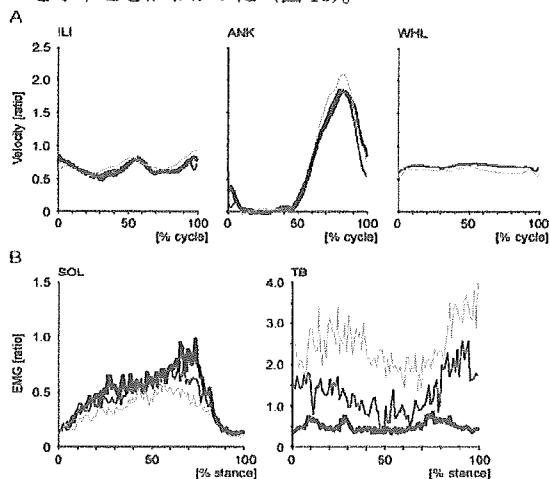 A
ILI ANK WHL
Velocity [ratio]
2.5
2.0
1.5
1.0
0.5
0
0 50 100
[% cycle]
0 50 100
[% cycle]
0 50 100
[% cycle]
B
SOL TB
EMG [ratio]
1.5
1.0
0.5
0
0 50 100
[% stance]
4.0
3.0
2.0
1.0
0
0 50 100
[% stance]